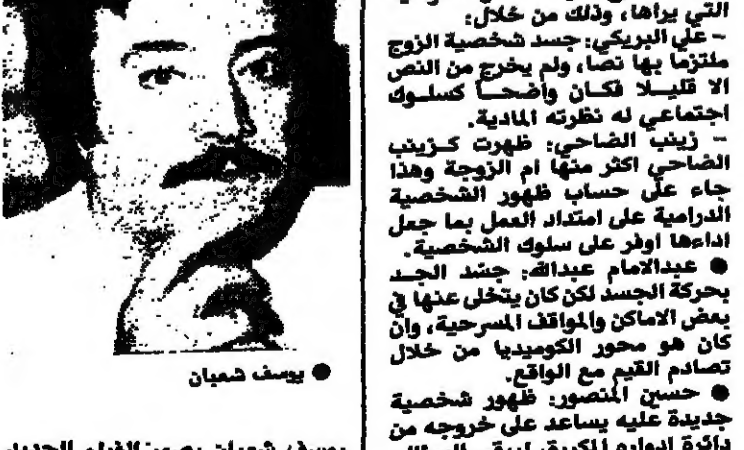 التي يراها، وذلك من خلال:
- علي البريكي: جسد شخصية الزوج
ملتزما بها نصا، ولم يخرج من النص
الا قليلا فكان واضحا كسلوك
اجتماعي له نظرته المادية.
- زينب الضاحي: ظهرت كزينب
الضاحي اكثر منها ام الزوجة وهذا
جاء على حساب ظهور الشخصية
الدرامية على امتداد العمل بما جعل
اداءها اوفر على سلوك الشخصية.
● عبدالامام عبدالله: جسّد الجد
بحركة الجسد لكن كان يتخلى عنها في
بعض الاماكن والمواقف المسرحية، وان
كان هو محور الكوميديا من خلال
تصادم القيم مع الواقع.
● حسين المنصور: ظهور شخصية
جديدة عليه يساعد على خروجه من
دائرة ادواره
● يوسف شعبان
يوسف شعبان